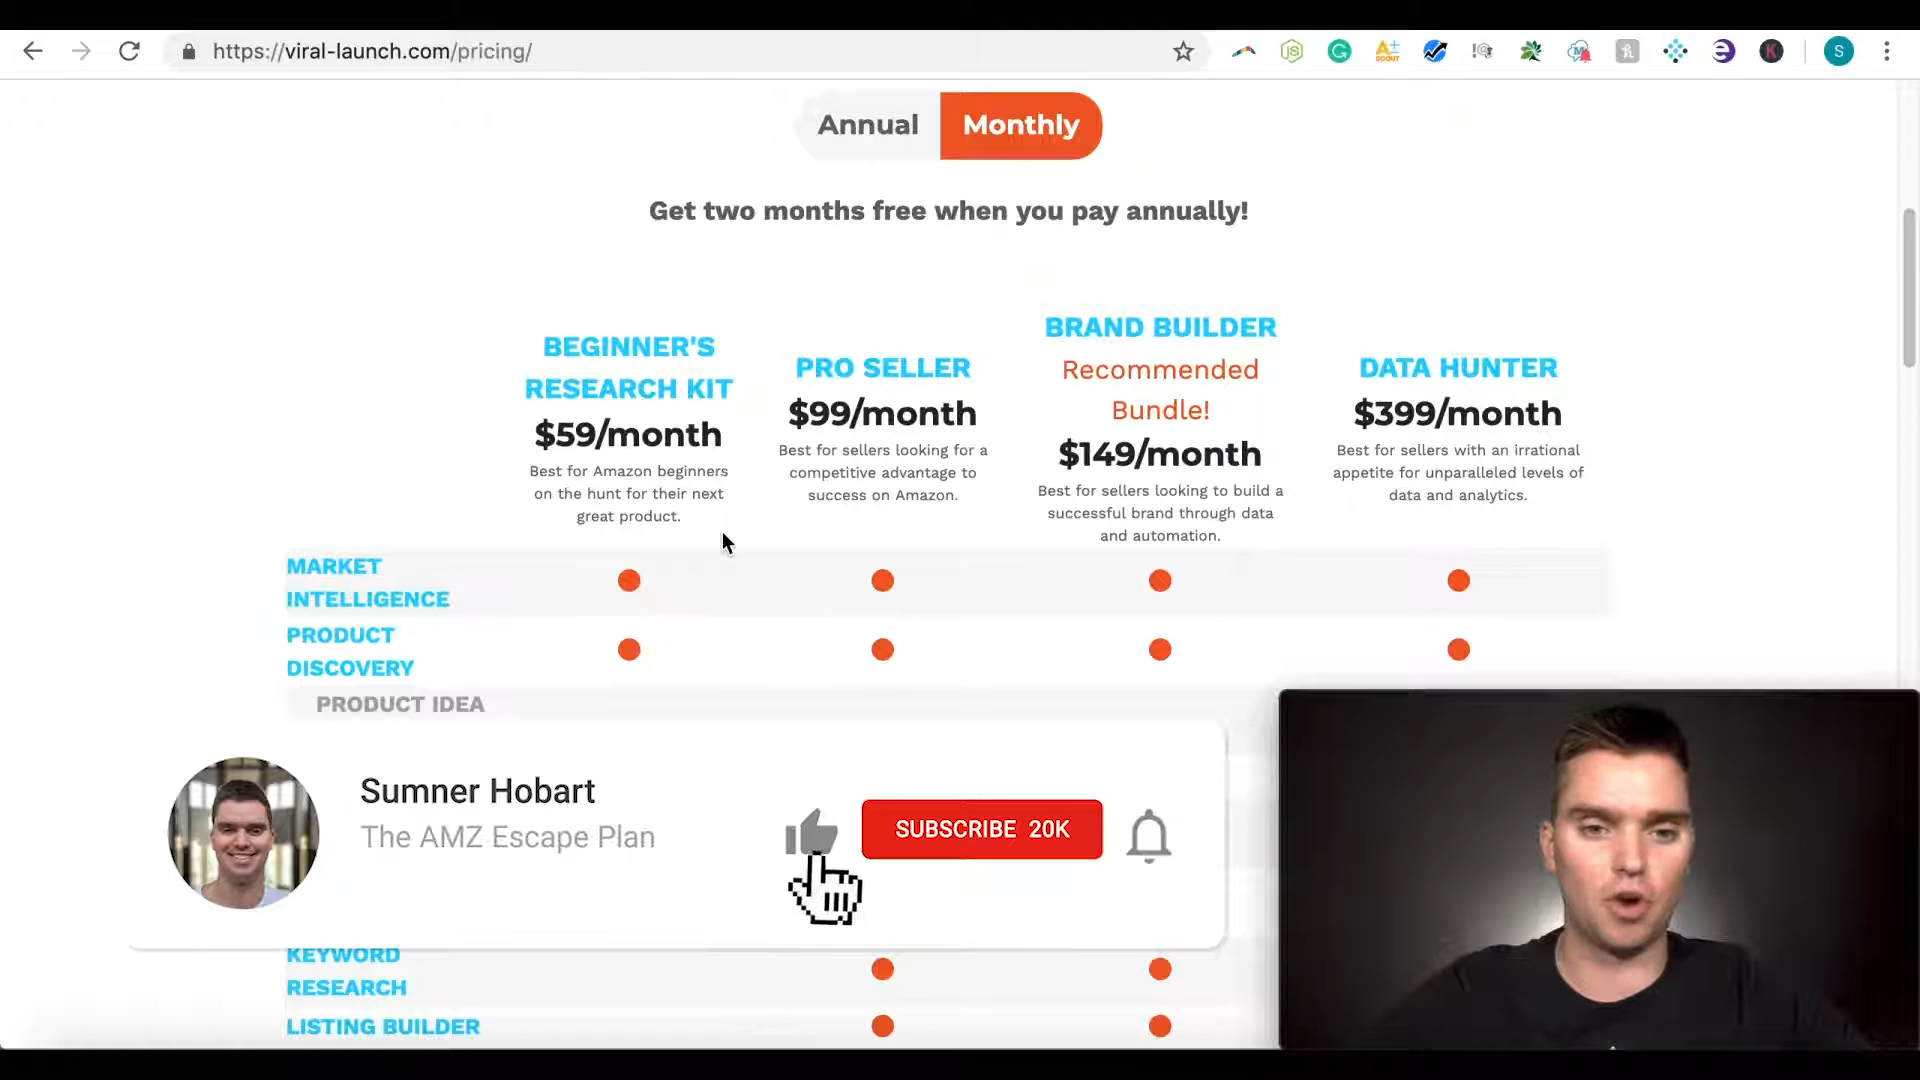 https://viral-launch.com/pricing/
Annual Monthly
Get two months free when you pay annually!
BEGINNER'S
RESEARCH KIT
$59/month
Best for Amazon beginners
on the hunt for their next
great product.
PRO SELLER
$99/month
Best for sellers looking for a
competitive advantage to
success on Amazon.
BRAND BUILDER
Recommended
Bundle!
$149/month
Best for sellers looking to build a
successful brand through data
and automation.
DATA HUNTER
$399/month
Best for sellers with an irrational
appetite for unparalleled levels of
data and analytics.
MARKET
INTELLIGENCE
PRODUCT
DISCOVERY
PRODUCT IDEA
Sumner Hobart
The AMZ Escape Plan
SUBSCRIBE 20K
KEYWORD
RESEARCH
LISTING BUILDER